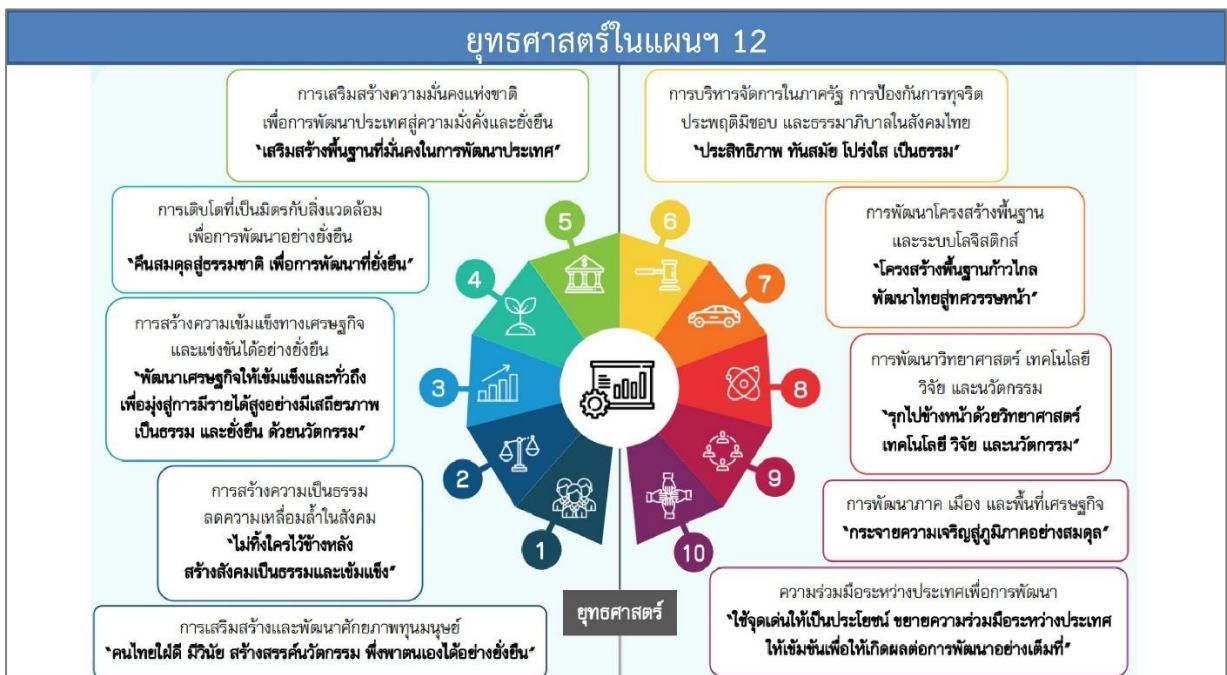 ยุทธศาสตร์ในแผนฯ 12
การเสริมสร้างความมั่นคงแห่งชาติ
เพื่อการพัฒนาประเทศสู่ความมั่งคั่งและยั่งยืน
"เสริมสร้างพื้นฐานที่มั่นคงในการพัฒนาประเทศ"
การเติบโตที่เป็นมิตรกับสิ่งแวดล้อม
เพื่อการพัฒนาอย่างยั่งยืน
"คืนสมดุลสู่ธรรมชาติ เพื่อการพัฒนาที่ยั่งยืน"
การสร้างความเข้มแข็งทางเศรษฐกิจ
และแข่งขันได้อย่างยั่งยืน
"พัฒนาเศรษฐกิจให้เข้มแข็งและทั่วถึง
เพื่อมุ่งสู่การมีรายได้สูงอย่างมีเสถียรภาพ
เป็นธรรม และยั่งยืน ด้วยนวัตกรรม"
การสร้างความเป็นธรรม
ลดความเหลื่อมล้ำในสังคม
"ไม่ทิ้งใครไว้ข้างหลัง
สร้างสังคมเป็นธรรมและเข้มแข็ง"
การเสริมสร้างและพัฒนาศักยภาพทุนมนุษย์
"คนไทยใฝ่ดี มีวินัย สร้างสรรค์นวัตกรรม พึ่งพาตนเองได้อย่างยั่งยืน"
5
4
3
2
1
6
7
8
9
10
ยุทธศาสตร์
การบริหารจัดการในภาครัฐ การป้องกันการทุจริต
ประพฤติมิชอบ และธรรมาภิบาลในสังคมไทย
"ประสิทธิภาพ ทันสมัย โปร่งใส เป็นธรรม"
การพัฒนาโครงสร้างพื้นฐาน
และระบบโลจิสติกส์
"โครงสร้างพื้นฐานก้าวไกล
พัฒนาไทยสู่ทศวรรษหน้า"
การพัฒนาวิทยาศาสตร์ เทคโนโลยี
วิจัย และนวัตกรรม
"รุกไปข้างหน้าด้วยวิทยาศาสตร์
เทคโนโลยี วิจัย และนวัตกรรม"
การพัฒนาภาค เมือง และพื้นที่เศรษฐกิจ
"กระจายความเจริญสู่ภูมิภาคอย่างสมดุล"
ความร่วมมือระหว่างประเทศเพื่อการพัฒนา
"ใช้จุดเด่นให้เป็นประโยชน์ ขยายความร่วมมือระหว่างประเทศ
ให้เข้มข้นเพื่อให้เกิดผลต่อการพัฒนาอย่างเต็มที่"